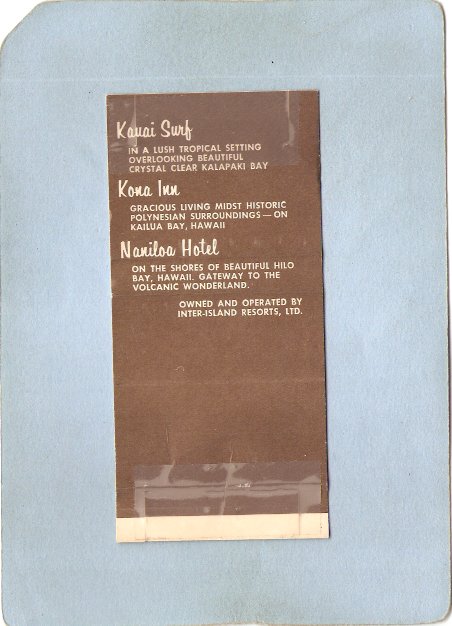 Kauai Surf
IN A LUSH TROPICAL SETTING
OVERLOOKING BEAUTIFUL
CRYSTAL CLEAR KALAPAKI BAY
Kona Inn
GRACIOUS LIVING MIDST HISTORIC
POLYNESIAN SURROUNDINGS — ON
KAILUA BAY, HAWAII
Naniloa Hotel
ON THE SHORES OF BEAUTIFUL HILO
BAY, HAWAII. GATEWAY TO THE
VOLCANIC WONDERLAND.
OWNED AND OPERATED BY
INTER-ISLAND RESORTS, LTD.